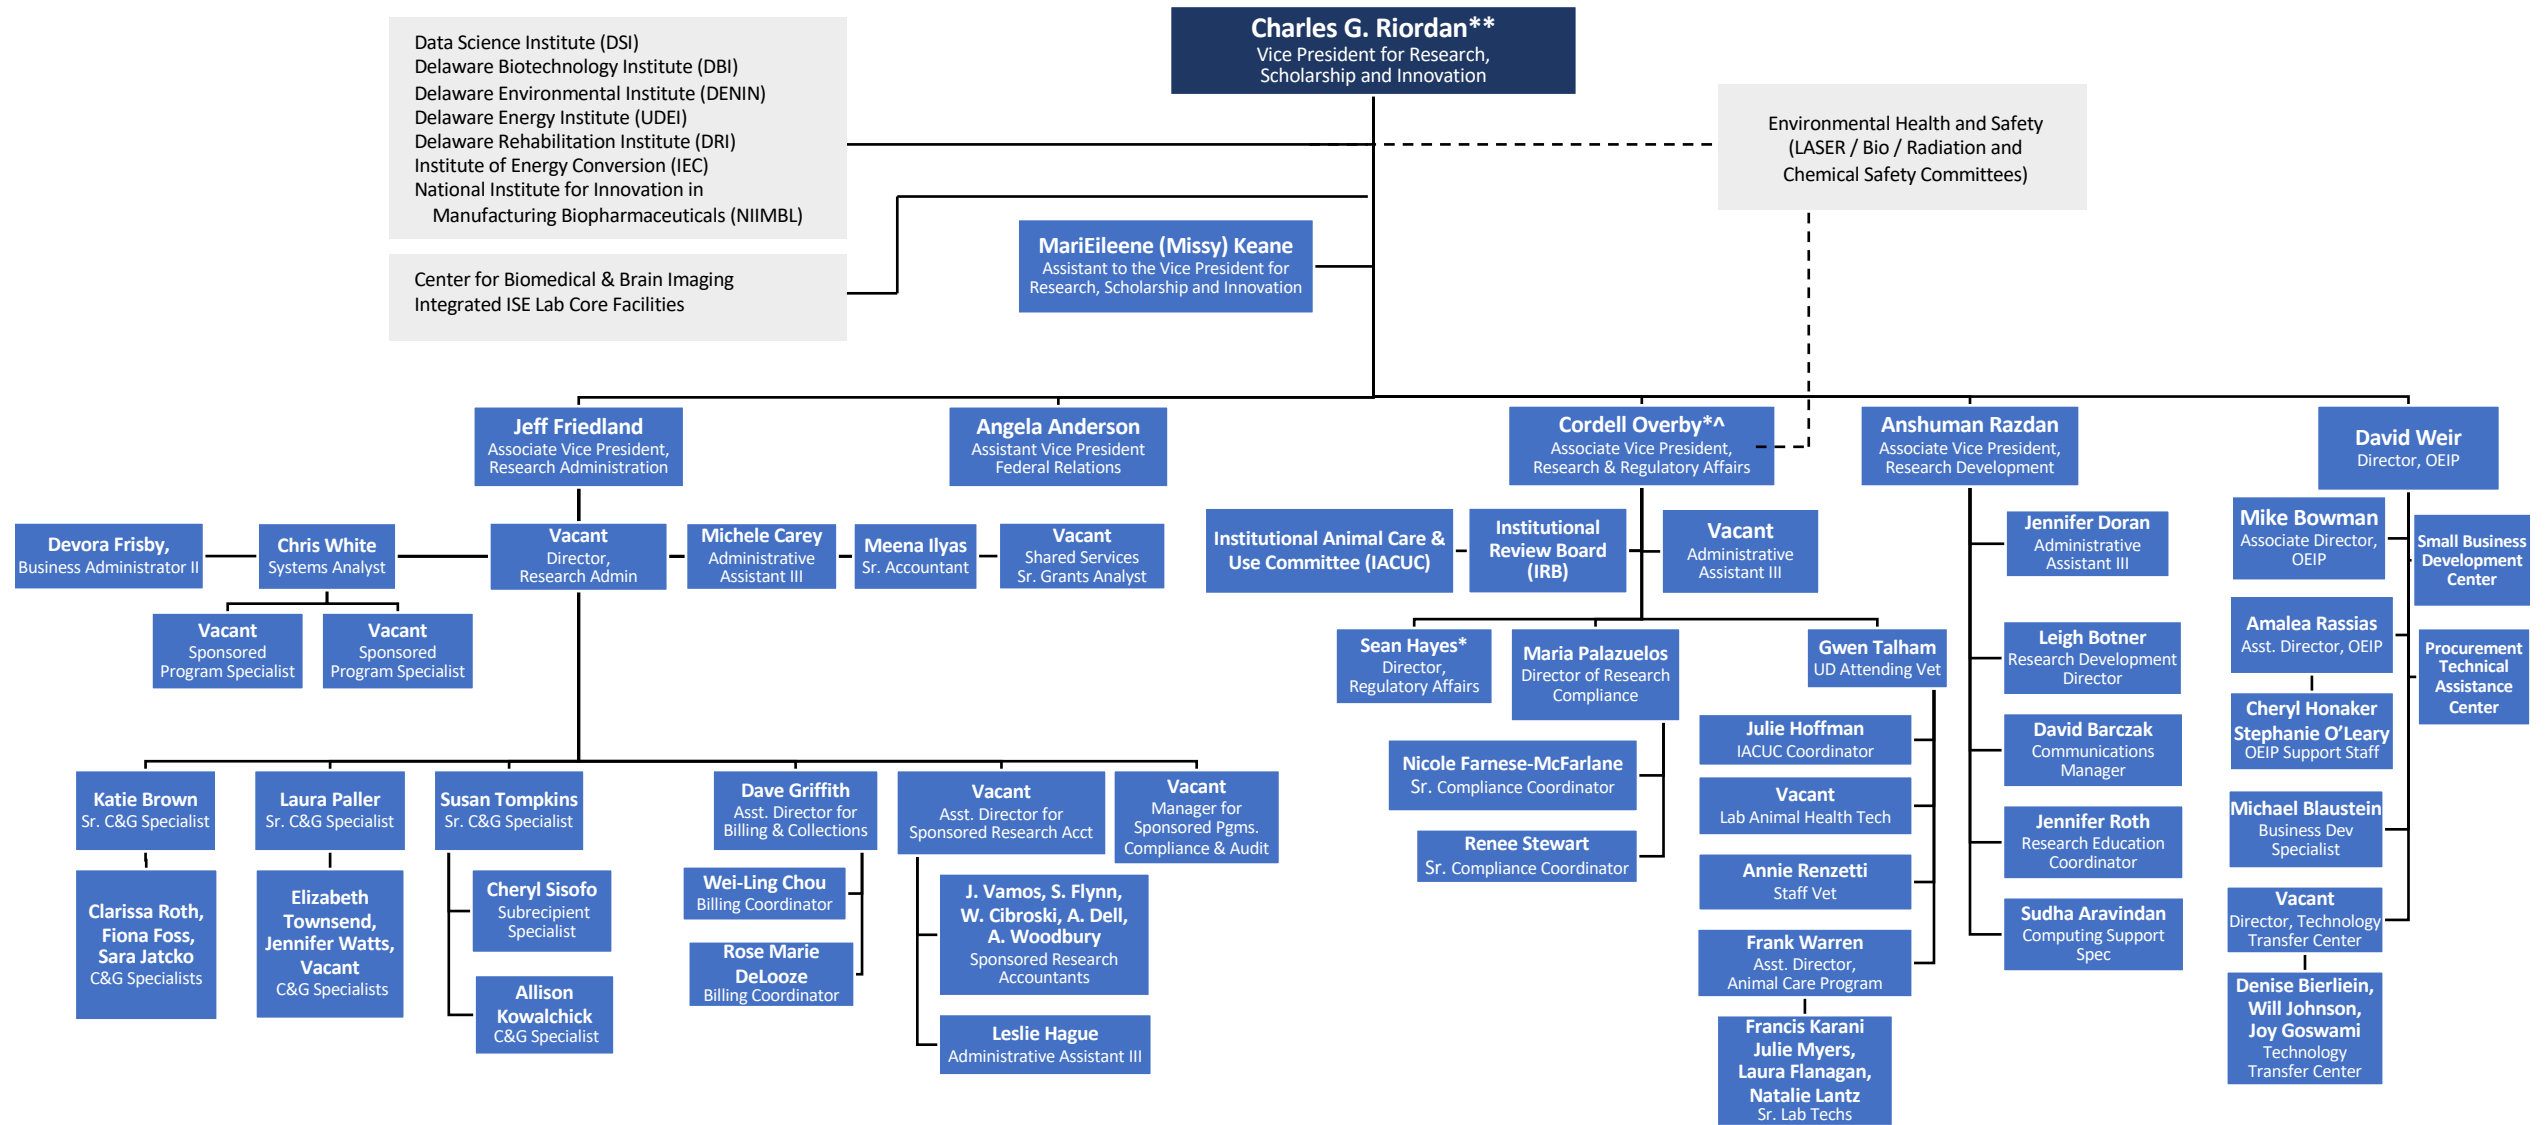 Charles G. Riordan**
Vice President for Research,
Scholarship and Innovation
Data Science Institute (DSI)
Delaware Biotechnology Institute (DBI)
Delaware Environmental Institute (DENIN)
Delaware Energy Institute (UDEI)
Delaware Rehabilitation Institute (DRI)
Institute of Energy Conversion (IEC)
National Institute for Innovation in
Manufacturing Biopharmaceuticals (NIIMBL)
Environmental Health and Safety
(LASER / Bio / Radiation and
Chemical Safety Committees)
MariEileene (Missy) Keane
Assistant to the Vice President for
Research, Scholarship and Innovation
Center for Biomedical & Brain Imaging
Integrated ISE Lab Core Facilities
Jeff Friedland
Associate Vice President,
Research Administration
Angela Anderson
Assistant Vice President
Federal Relations
Cordell Overby*^
Associate Vice President,
Research & Regulatory Affairs
Anshuman Razdan
Associate Vice President,
Research Development
David Weir
Director, OEIP
Devora Frisby,
Business Administrator II
Chris White
Systems Analyst
Vacant
Director,
Research Admin
Michele Carey
Administrative
Assistant III
Meena Ilyas
Sr. Accountant
Vacant
Shared Services
Sr. Grants Analyst
Institutional Animal Care &
Use Committee (IACUC)
Institutional
Review Board
(IRB)
Vacant
Administrative
Assistant III
Jennifer Doran
Administrative
Assistant III
Mike Bowman
Associate Director,
OEIP
Small Business
Development
Center
Vacant
Sponsored
Program Specialist
Vacant
Sponsored
Program Specialist
Sean Hayes*
Director,
Regulatory Affairs
Maria Palazuelos
Director of Research
Compliance
Gwen Talham
UD Attending Vet
Leigh Botner
Research Development
Director
Amalea Rassias
Asst. Director, OEIP
Procurement
Technical
Assistance
Center
Cheryl Honaker
Stephanie O’Leary
OEIP Support Staff
Nicole Farnese-McFarlane
Sr. Compliance Coordinator
Renee Stewart
Sr. Compliance Coordinator
Julie Hoffman
IACUC Coordinator
Vacant
Lab Animal Health Tech
Annie Renzetti
Staff Vet
Frank Warren
Asst. Director,
Animal Care Program
Francis Karani
Julie Myers,
Laura Flanagan,
Natalie Lantz
Sr. Lab Techs
David Barczak
Communications
Manager
Jennifer Roth
Research Education
Coordinator
Sudha Aravindan
Computing Support
Spec
Michael Blaustein
Business Dev
Specialist
Vacant
Director, Technology
Transfer Center
Denise Bierliein,
Will Johnson,
Joy Goswami
Technology
Transfer Center
Katie Brown
Sr. C&G Specialist
Laura Paller
Sr. C&G Specialist
Susan Tompkins
Sr. C&G Specialist
Dave Griffith
Asst. Director for
Billing & Collections
Vacant
Asst. Director for
Sponsored Research Acct
Vacant
Manager for
Sponsored Pgms.
Compliance & Audit
Clarissa Roth,
Fiona Foss,
Sara Jatcko
C&G Specialists
Elizabeth
Townsend,
Jennifer Watts,
Vacant
C&G Specialists
Cheryl Sisofo
Subrecipient
Specialist
Allison
Kowalchick
C&G Specialist
Wei-Ling Chou
Billing Coordinator
Rose Marie
DeLooze
Billing Coordinator
J. Vamos, S. Flynn,
W. Cibroski, A. Dell,
A. Woodbury
Sponsored Research
Accountants
Leslie Hague
Administrative Assistant III